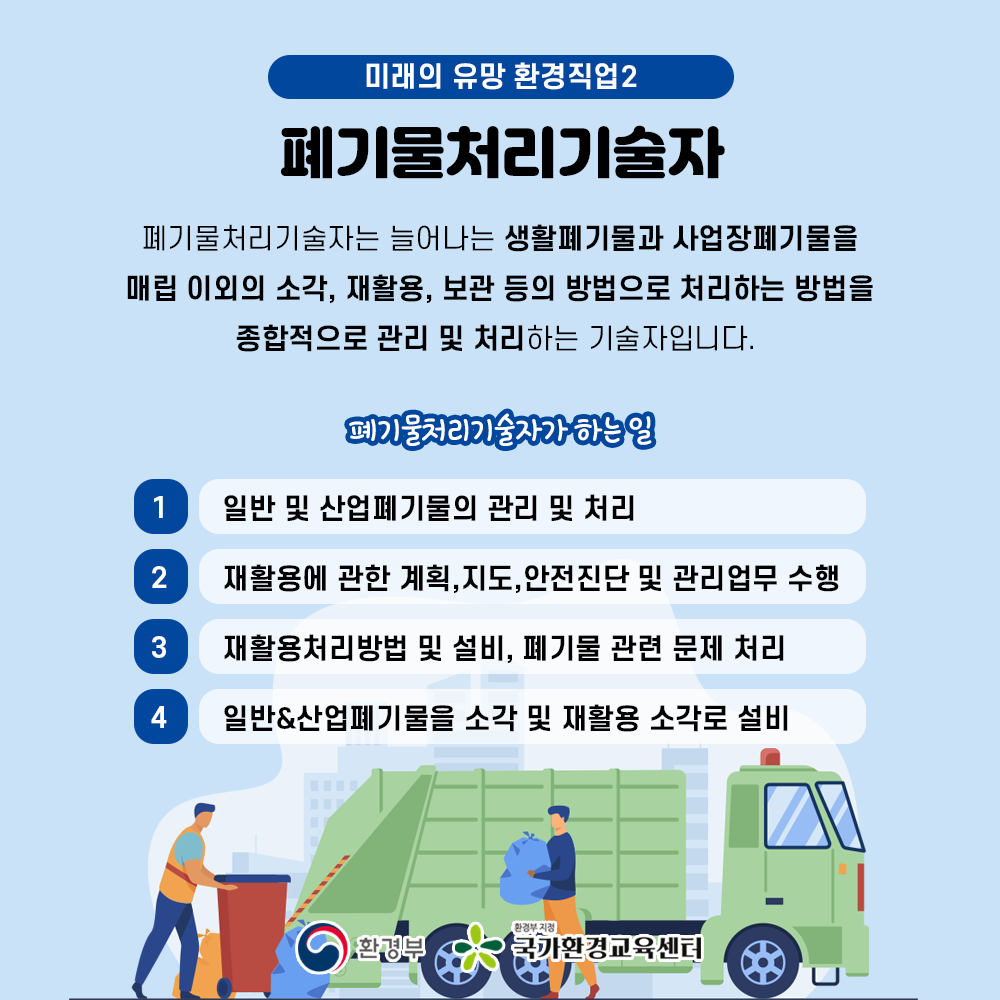 미래의 유망 환경직업2
폐기물처리기술자
폐기물처리기술자는 늘어나는 생활폐기물과 사업장폐기물을
매립 이외의 소각, 재활용, 보관 등의 방법으로 처리하는 방법을
종합적으로 관리 및 처리하는 기술자입니다.
폐기물처리기술자가 하는 일
1 일반 및 산업폐기물의 관리 및 처리
2 재활용에 관한 계획,지도,안전진단 및 관리업무 수행
3 재활용처리방법 및 설비, 폐기물 관련 문제 처리
4 일반&산업폐기물을 소각 및 재활용 소각로 설비
환경부
환경부 지정
국가환경교육센터